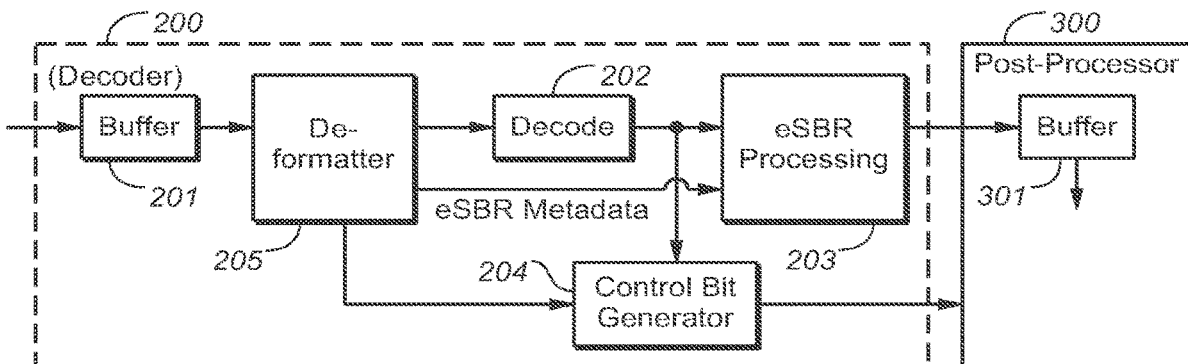 200
300
(Decoder)
202
Post-Processor
Buffer
De-
formatter
Decode
eSBR
Processing
Buffer
201
eSBR Metadata
301
205
204
203
Control Bit
Generator